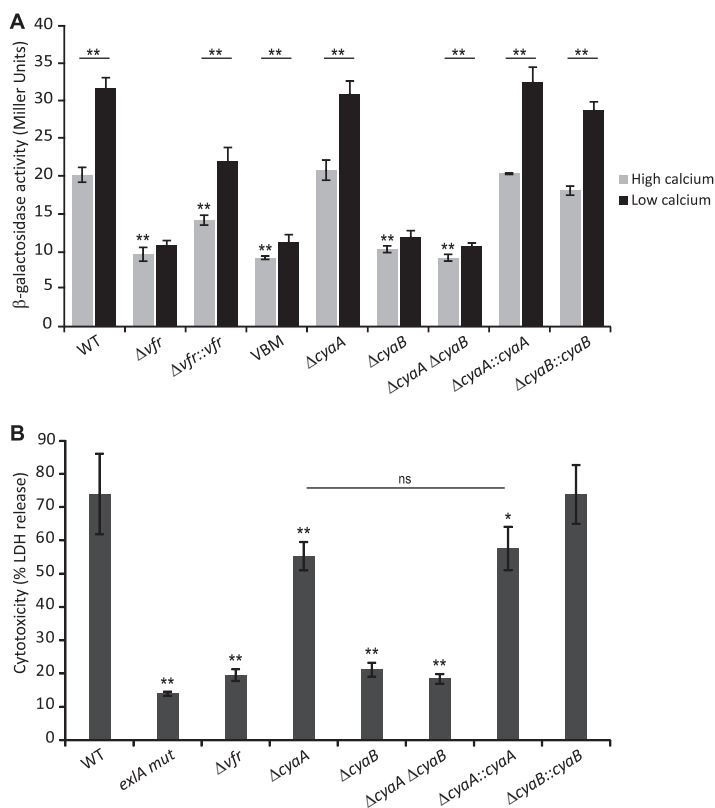 A
β-galactosidase activity (Miller Units)
40
35
30
25
20
15
10
5
0
** ** ** ** ** ** **
** ** ** ** **
High calcium
Low calcium
WT Δvfr Δvfr::vfr VBM ΔcyaA ΔcyaB ΔcyaA ΔcyaB ΔcyaA::cyaA ΔcyaB::cyaB
B
Cytotoxicity (% LDH release)
90
80
70
60
50
40
30
20
10
0
ns
** ** ** ** ** *
WT exlA mut Δvfr ΔcyaA ΔcyaB ΔcyaA ΔcyaB ΔcyaA::cyaA ΔcyaB::cyaB